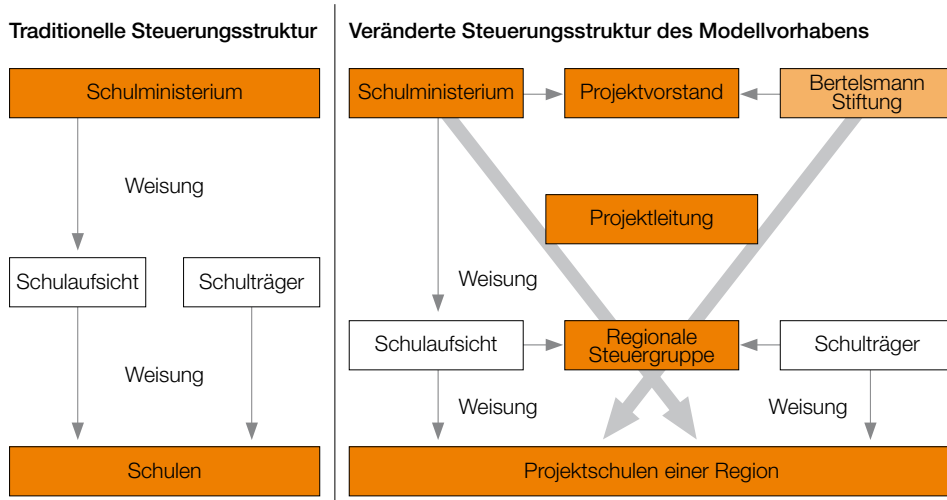 Traditionelle Steuerungsstruktur
Schulministerium
Weisung
Schulaufsicht
Schulträger
Weisung
Schulen
Veränderte Steuerungsstruktur des Modellvorhabens
Schulministerium
Projektvorstand
Bertelsmann
Stiftung
Projektleitung
Weisung
Schulaufsicht
Regionale
Steuergruppe
Schulträger
Weisung
Weisung
Projektschulen einer Region